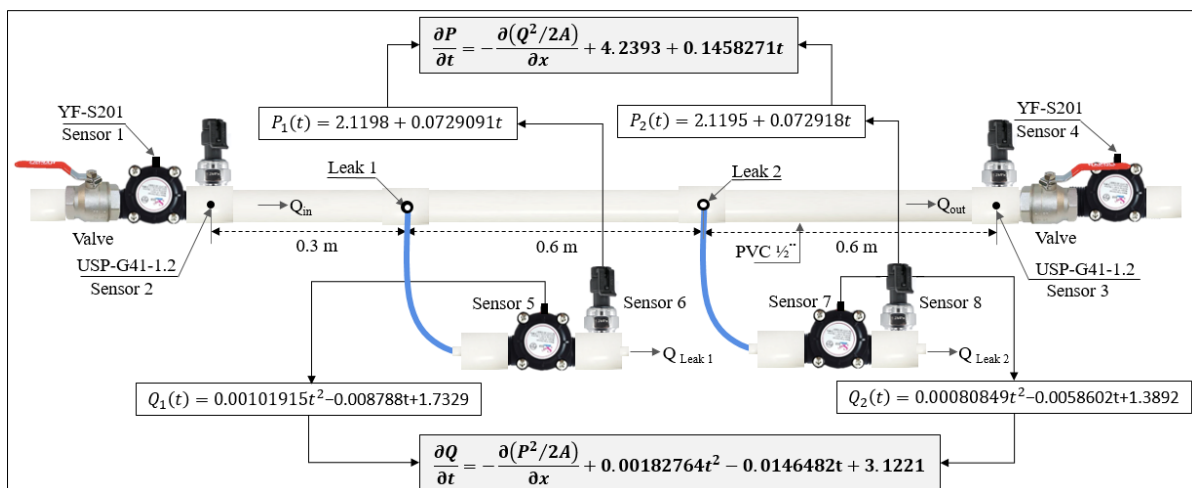 ∂P/∂t = −∂(Q²/2A)/∂x + 4.2393 + 0.1458271t
YF-S201
Sensor 1
P₁(t) = 2.1198 + 0.0729091t
P₂(t) = 2.1195 + 0.072918t
YF-S201
Sensor 4
Leak 1
Leak 2
Q in
Q out
Valve
0.3 m
0.6 m
PVC ½¨
0.6 m
Valve
USP-G41-1.2
Sensor 2
USP-G41-1.2
Sensor 3
Sensor 5
Sensor 6
Sensor 7
Sensor 8
Q Leak 1
Q Leak 2
Q₁(t) = 0.00101915t²−0.008788t+1.7329
Q₂(t) = 0.00080849t²−0.0058602t+1.3892
∂Q/∂t = −∂(P²/2A)/∂x + 0.00182764t² − 0.0146482t + 3.1221